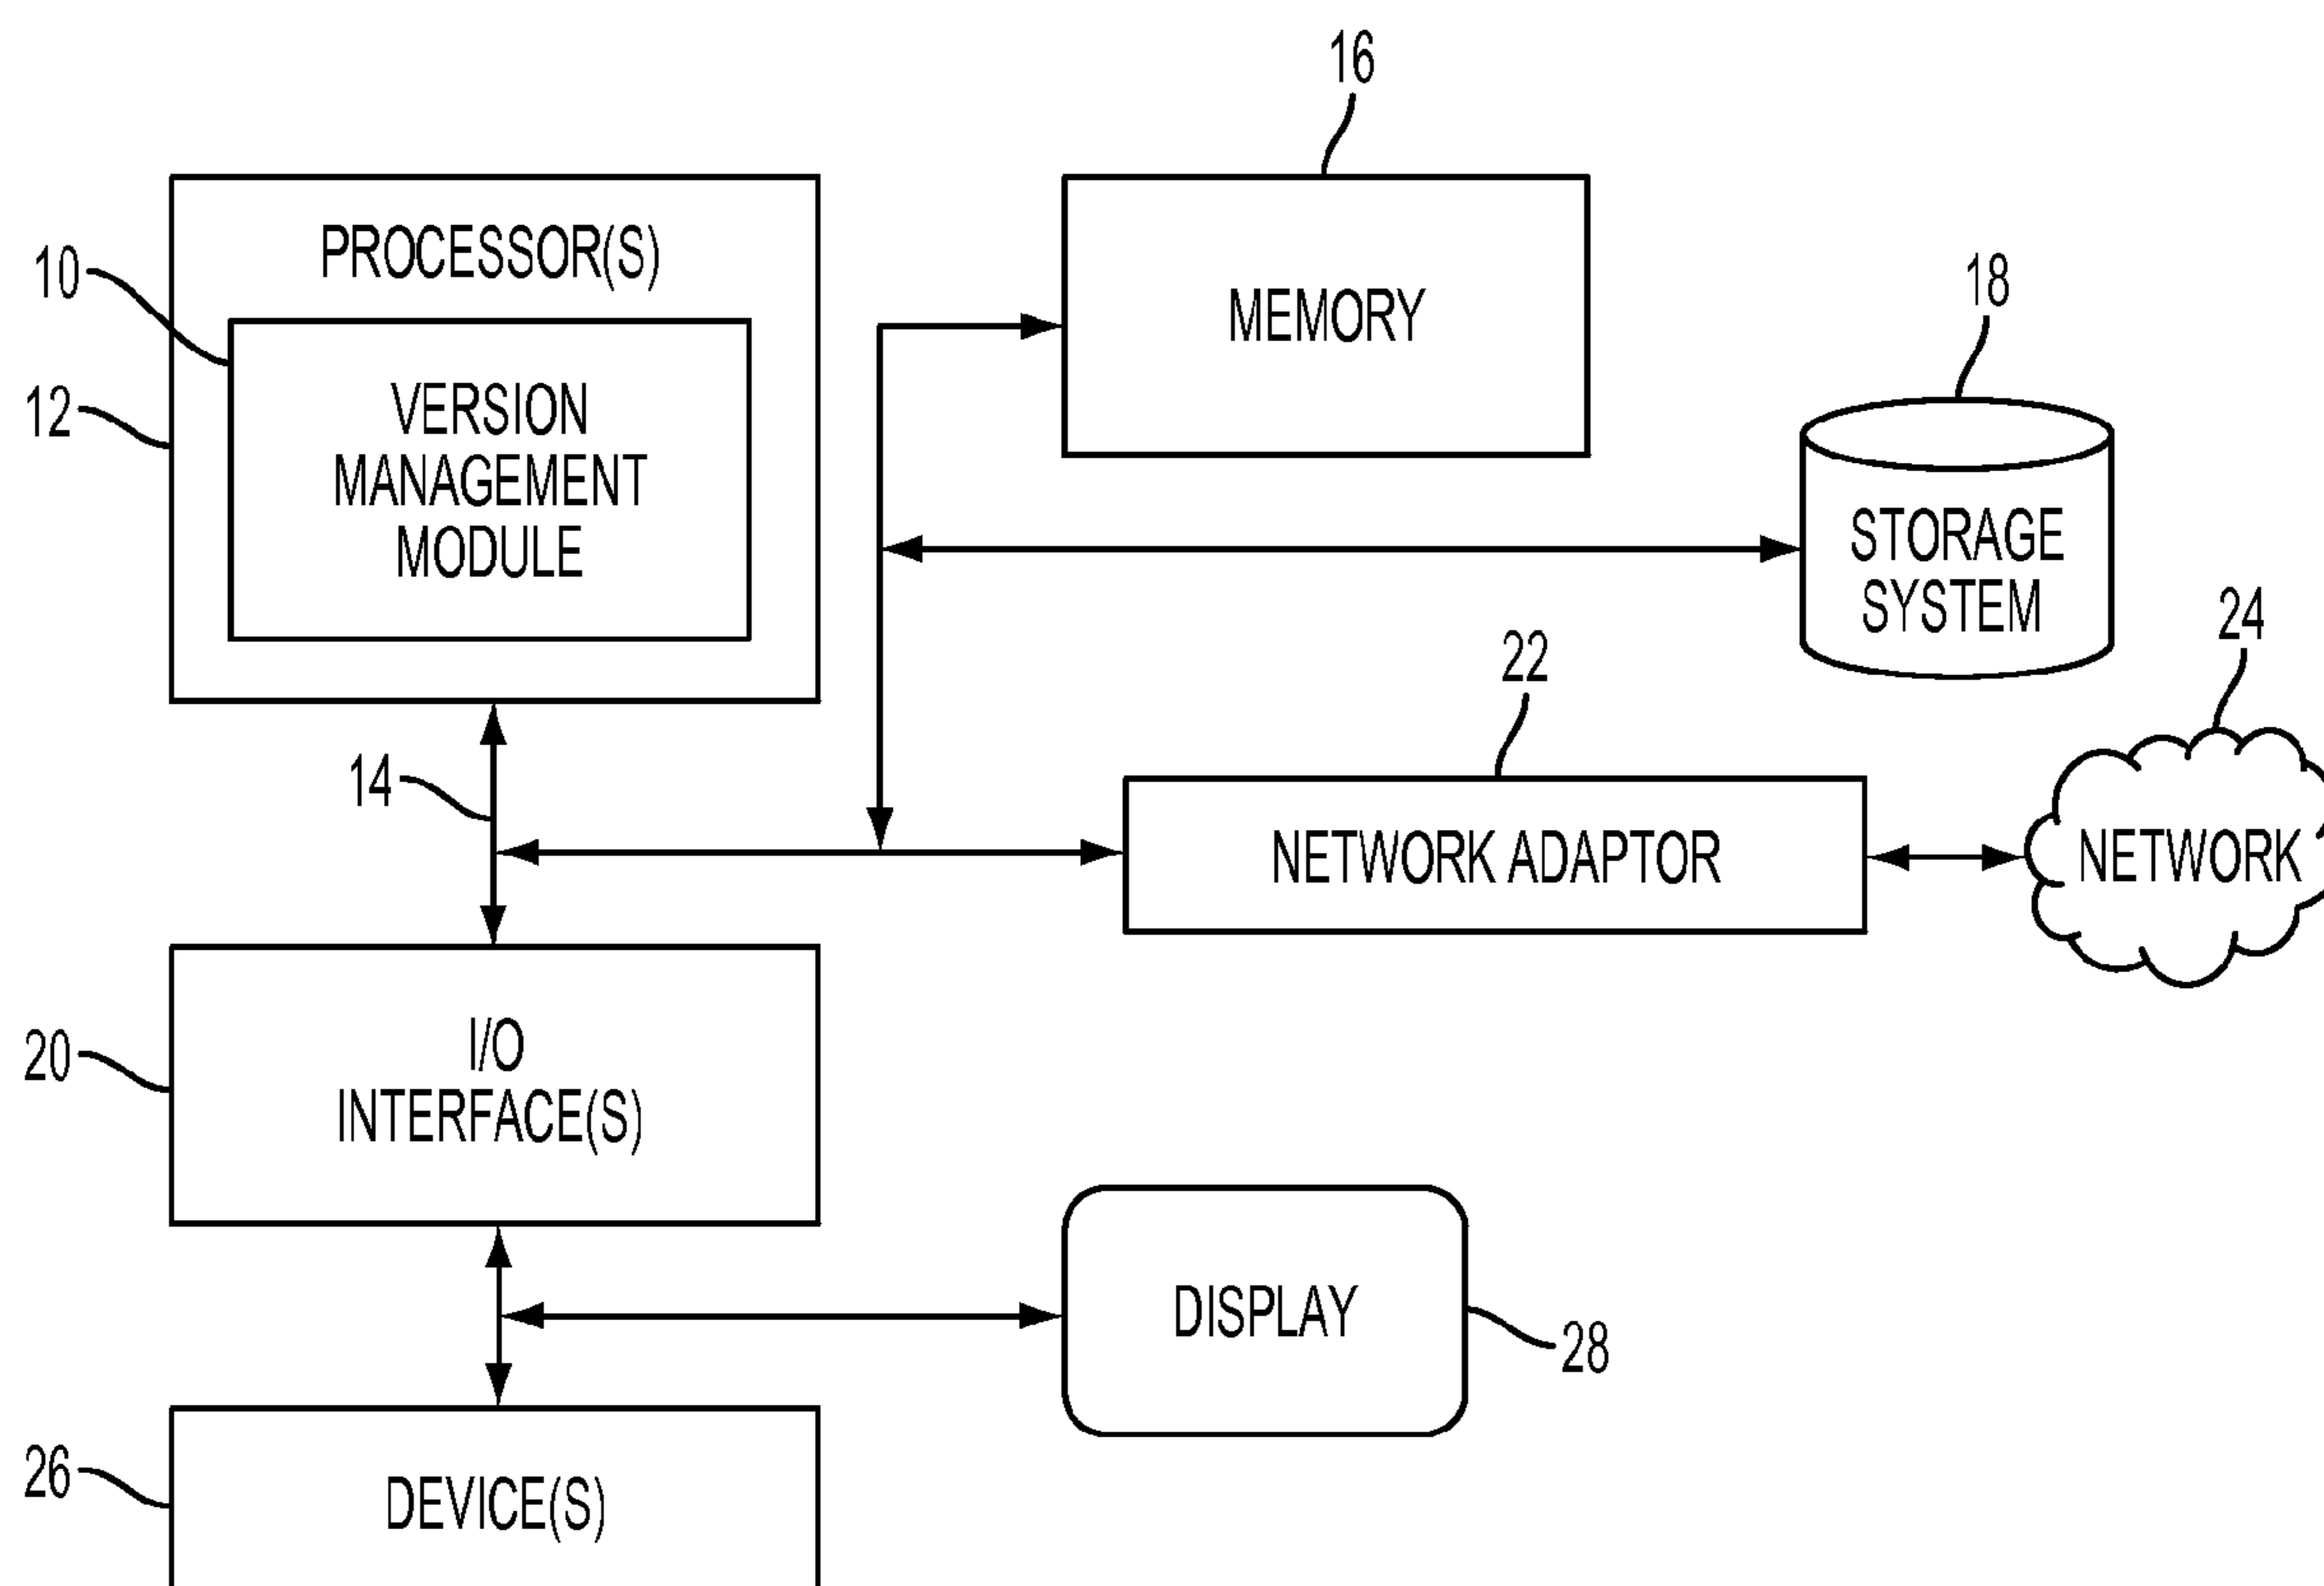 16
PROCESSOR(S)
10
MEMORY
18
VERSION
MANAGEMENT
MODULE
12
STORAGE
SYSTEM
24
22
14
NETWORK ADAPTOR
NETWORK
I/O
INTERFACE(S)
20
DISPLAY
28
26
DEVICE(S)